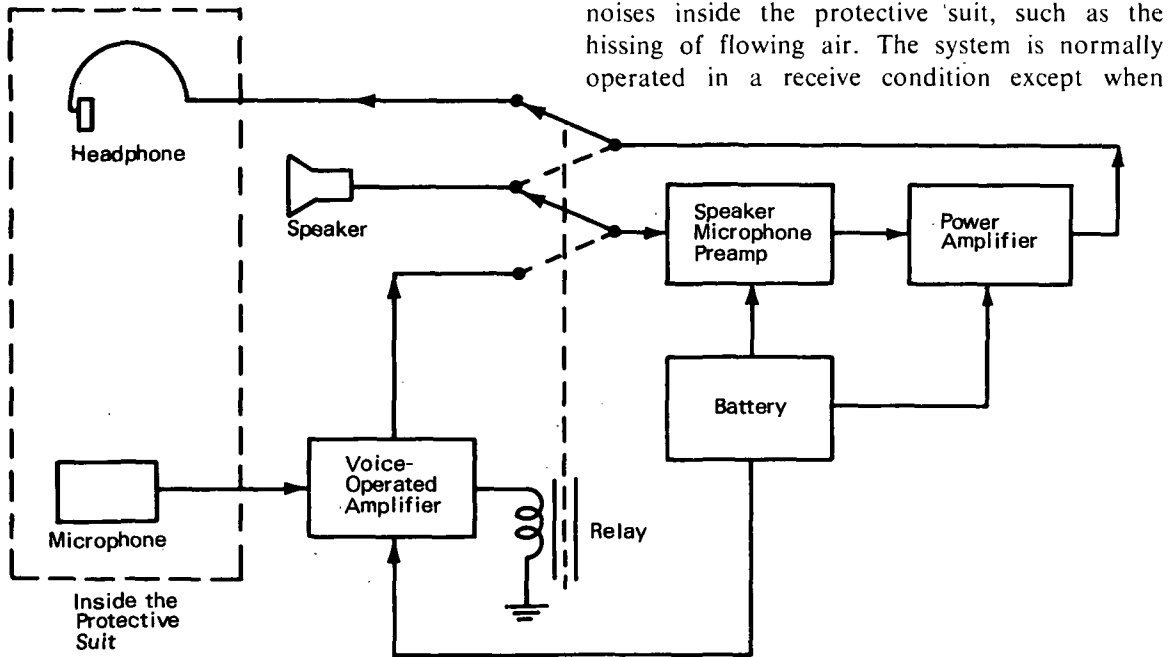 noises inside the protective suit, such as the
hissing of flowing air. The system is normally
operated in a receive condition except when
Headphone
Speaker
Speaker
Microphone
Preamp
Power
Amplifier
Battery
Voice-
Operated
Amplifier
Relay
Microphone
Inside the
Protective
Suit